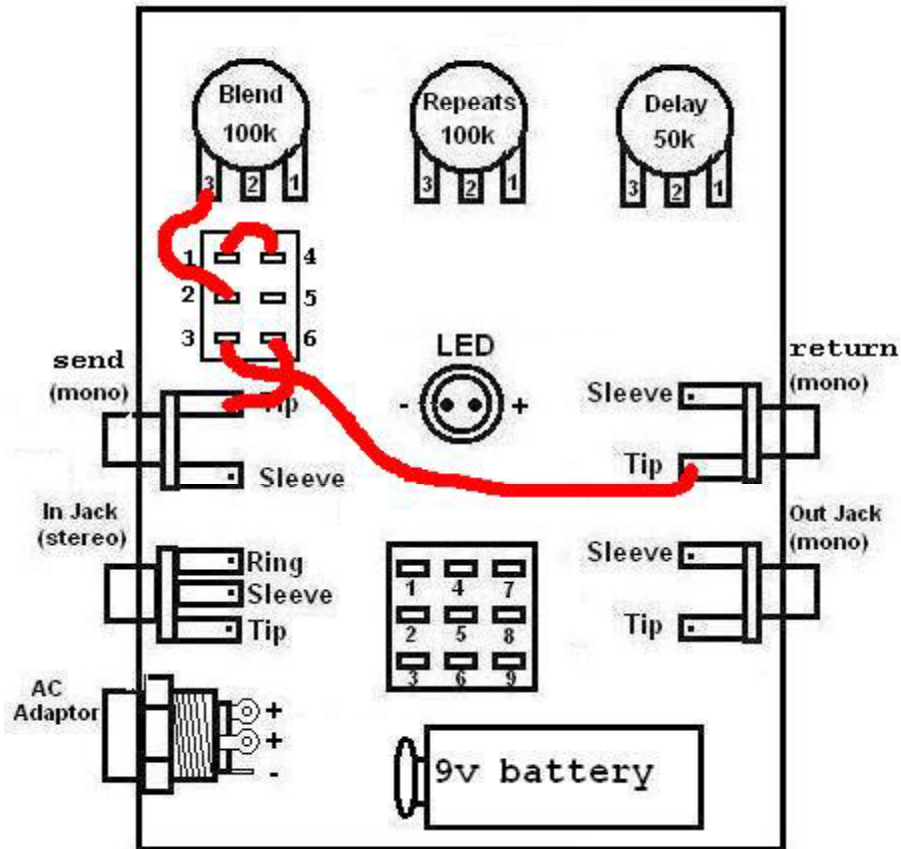 Blend
100k
Repeats
100k
Delay
50k
3 2 1
3 2 1
3 2 1
1 4
2 5
3 6
send
(mono)
Tip
Sleeve
LED
- +
return
(mono)
Sleeve
Tip
In Jack
(stereo)
Ring
Sleeve
Tip
Out Jack
(mono)
Sleeve
Tip
1 4 7
2 5 8
3 6 9
AC
Adaptor
+
+
-
9v battery